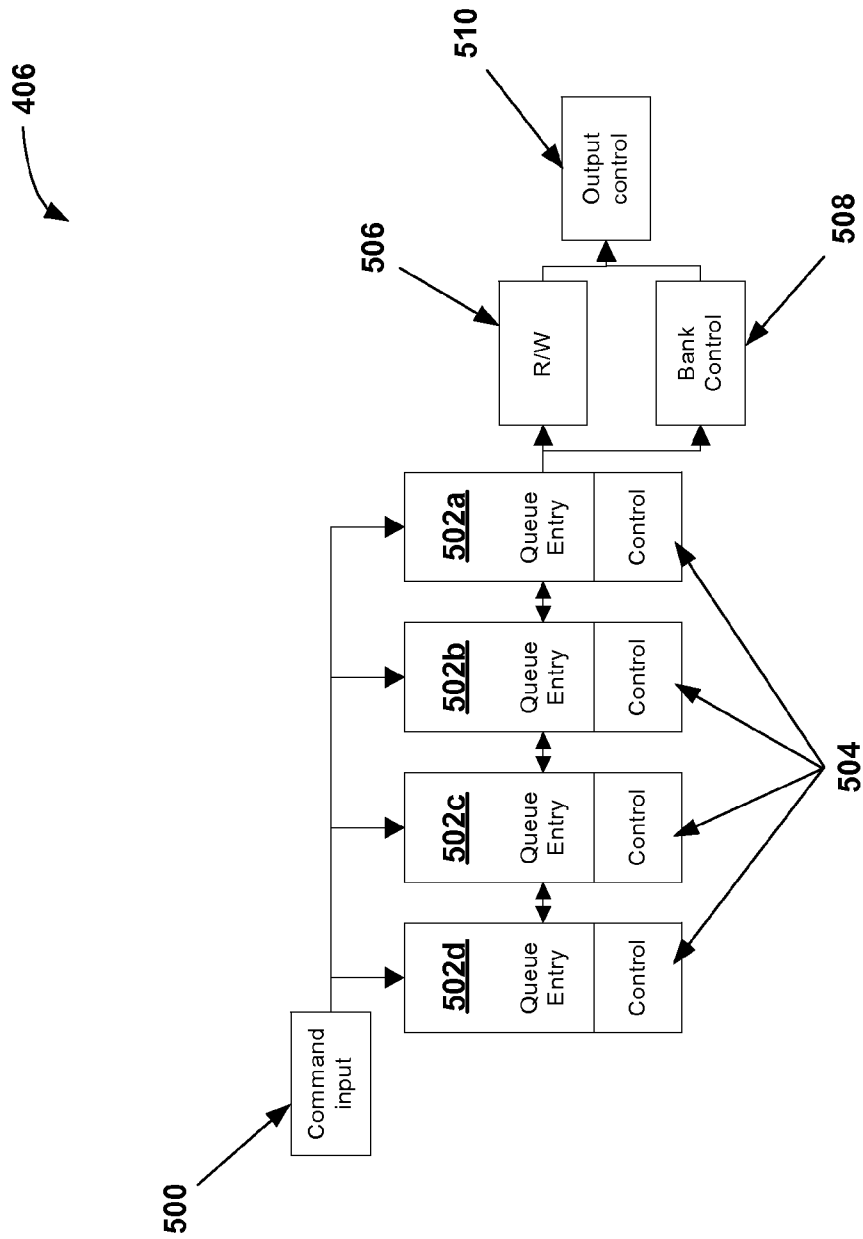 406
500
Command
input
502d
Queue
Entry
Control
502c
Queue
Entry
Control
502b
Queue
Entry
Control
502a
Queue
Entry
Control
504
506
R/W
Bank
Control
508
Output
control
510